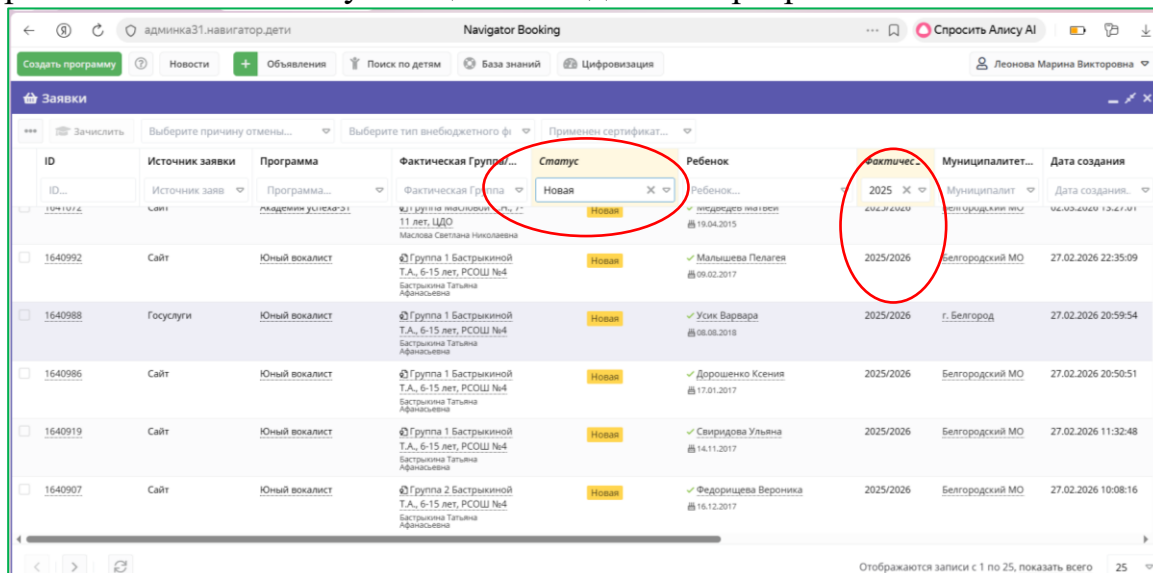 админка31.навигатор.дети Navigator Booking ... Спросить Алису AI
Создать программу ? Новости + Объявления Поиск по детям База знаний Цифровизация Леонова Марина Викторовна
Заявки
Зачислить Выберите причину отмены... Выберите тип внебюджетного фи Применен сертификат...
ID Источник заявки Программа Фактическая Группа/... Статус Ребенок Фактичес... Муниципалитет... Дата создания
ID... Источник заяв Программа... Фактическая Группа Новая Ребенок... 2025 Муниципалит Дата создания..
1641072 Сайт Академия успеха-31 Группа Масловой С.Н., 7-
11 лет, ЦДО
Маслова Светлана Николаевна
Новая Медведев Матвей
19.04.2015
2025/2026 Белгородский МО 02.03.2026 13:27:01
1640992 Сайт Юный вокалист Группа 1 Бастрыкиной
Т.А., 6-15 лет, РСОШ №4
Бастрыкина Татьяна
Афанасьевна
Новая Малышева Пелагея
09.02.2017
2025/2026 Белгородский МО 27.02.2026 22:35:09
1640988 Госуслуги Юный вокалист Группа 1 Бастрыкиной
Т.А., 6-15 лет, РСОШ №4
Бастрыкина Татьяна
Афанасьевна
Новая Усик Варвара
08.08.2018
2025/2026 г. Белгород 27.02.2026 20:59:54
1640986 Сайт Юный вокалист Группа 1 Бастрыкиной
Т.А., 6-15 лет, РСОШ №4
Бастрыкина Татьяна
Афанасьевна
Новая Дорошенко Ксения
17.01.2017
2025/2026 Белгородский МО 27.02.2026 20:50:51
1640919 Сайт Юный вокалист Группа 1 Бастрыкиной
Т.А., 6-15 лет, РСОШ №4
Бастрыкина Татьяна
Афанасьевна
Новая Свиридова Ульяна
14.11.2017
2025/2026 Белгородский МО 27.02.2026 11:32:48
1640907 Сайт Юный вокалист Группа 2 Бастрыкиной
Т.А., 6-15 лет, РСОШ №4
Бастрыкина Татьяна
Афанасьевна
Новая Федорищева Вероника
16.12.2017
2025/2026 Белгородский МО 27.02.2026 10:08:16
Отображаются записи с 1 по 25, показать всего 25